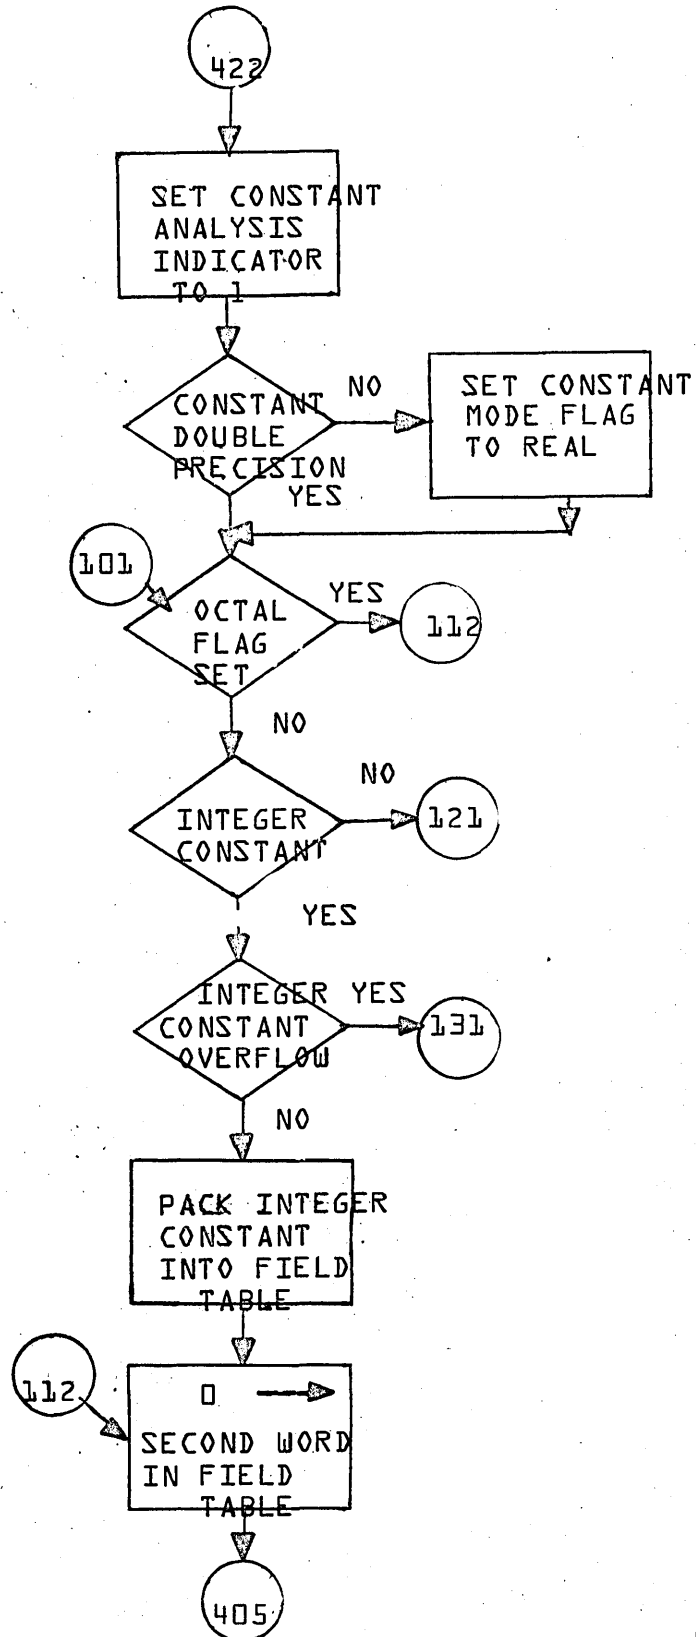 422
SET CONSTANT
ANALYSIS
INDICATOR
TO 1
NO
CONSTANT
DOUBLE
PRECISION
YES
SET CONSTANT
MODE FLAG
TO REAL
101
OCTAL
FLAG
SET
YES
112
NO
NO
INTEGER
CONSTANT
121
YES
INTEGER
CONSTANT
OVERFLOW
YES
131
NO
PACK INTEGER
CONSTANT
INTO FIELD
TABLE
112
0
SECOND WORD
IN FIELD
TABLE
405